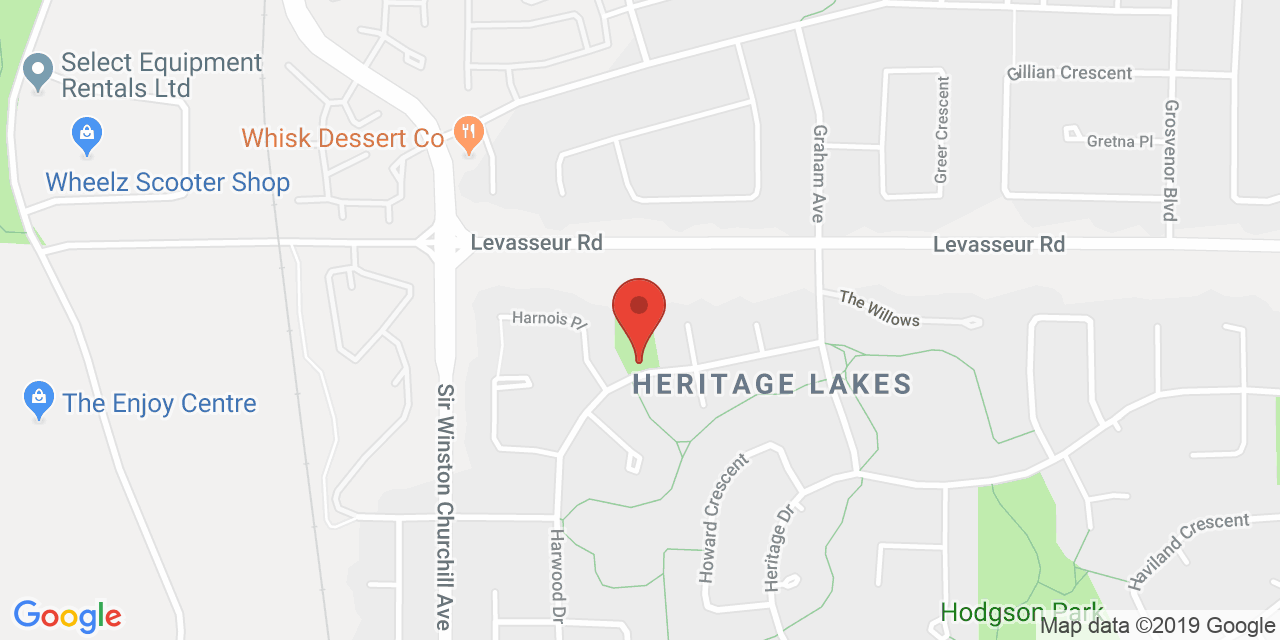 Select Equipment
Rentals Ltd
Gillian Crescent
Whisk Dessert Co
Wheelz Scooter Shop
Graham Ave
Greer Crescent
Gretna Pl
Grosvenor Blvd
Levasseur Rd
Levasseur Rd
The Willows
Harnois Pl
HERITAGE LAKES
The Enjoy Centre
Sir Winston Churchill Ave
Howard Crescent
Heritage Dr
Harwood Dr
Haviland Crescent
Hodgson Park
Google
Map data ©2019 Google